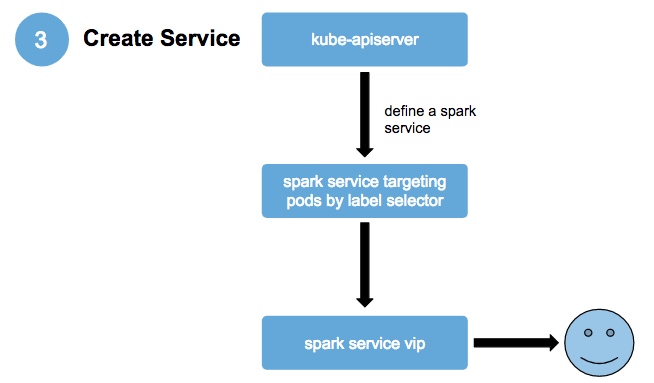 3
Create Service
kube-apiserver
define a spark
service
spark service targeting
pods by label selector
spark service vip